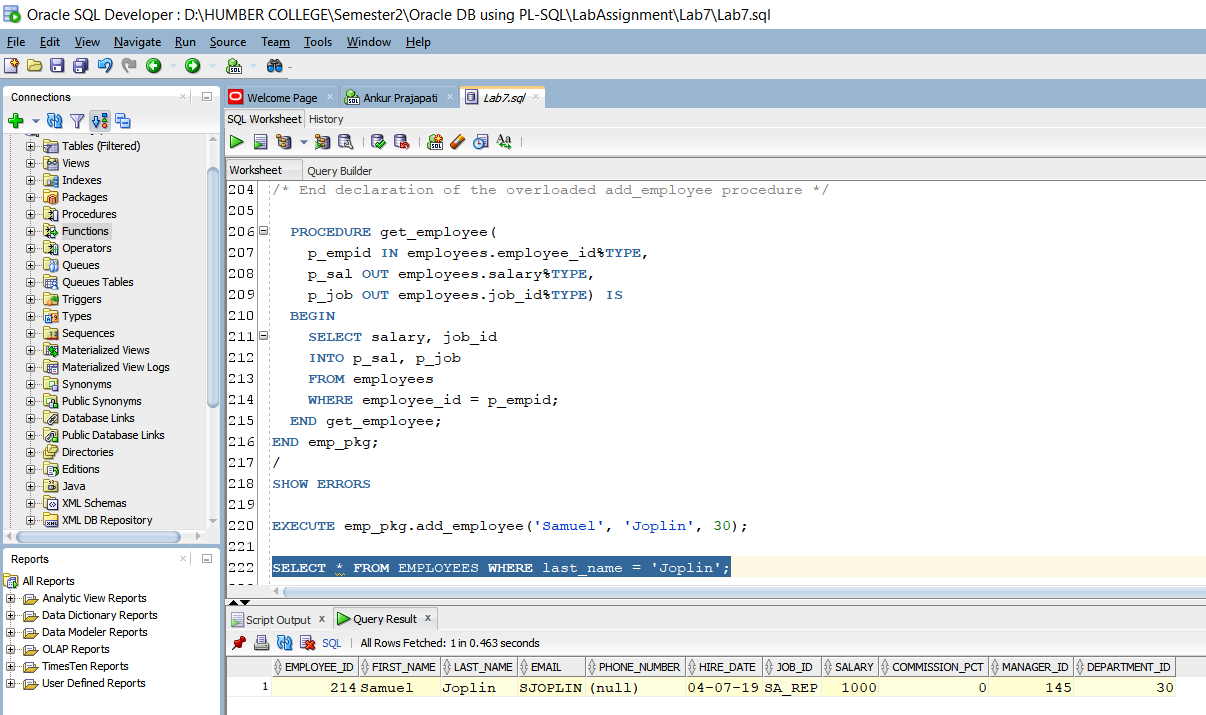 Oracle SQL Developer : D:\HUMBER COLLEGE\Semester2\Oracle DB using PL-SQL\LabAssignment\Lab7\Lab7.sql
File Edit View Navigate Run Source Team Tools Window Help
Connections
Tables (Filtered)
Views
Indexes
Packages
Procedures
Functions
Operators
Queues
Queues Tables
Triggers
Types
Sequences
Materialized Views
Materialized View Logs
Synonyms
Public Synonyms
Database Links
Public Database Links
Directories
Editions
Java
XML Schemas
XML DB Repository
Reports
All Reports
Analytic View Reports
Data Dictionary Reports
Data Modeler Reports
OLAP Reports
TimesTen Reports
User Defined Reports
Welcome Page Ankur Prajapati Lab7.sql
SQL Worksheet History
Worksheet Query Builder
204 /* End declaration of the overloaded add_employee procedure */
205
206 PROCEDURE get_employee(
207 p_empid IN employees.employee_id%TYPE,
208 p_sal OUT employees.salary%TYPE,
209 p_job OUT employees.job_id%TYPE) IS
210 BEGIN
211 SELECT salary, job_id
212 INTO p_sal, p_job
213 FROM employees
214 WHERE employee_id = p_empid;
215 END get_employee;
216 END emp_pkg;
217 /
218 SHOW ERRORS
219
220 EXECUTE emp_pkg.add_employee('Samuel', 'Joplin', 30);
221
222 SELECT * FROM EMPLOYEES WHERE last_name = 'Joplin';
Script Output x Query Result x
SQL | All Rows Fetched: 1 in 0.463 seconds
EMPLOYEE_ID FIRST_NAME LAST_NAME EMAIL PHONE_NUMBER HIRE_DATE JOB_ID SALARY COMMISSION_PCT MANAGER_ID DEPARTMENT_ID
1 214 Samuel Joplin SJOPLIN (null) 04-07-19 SA_REP 1000 0 145 30